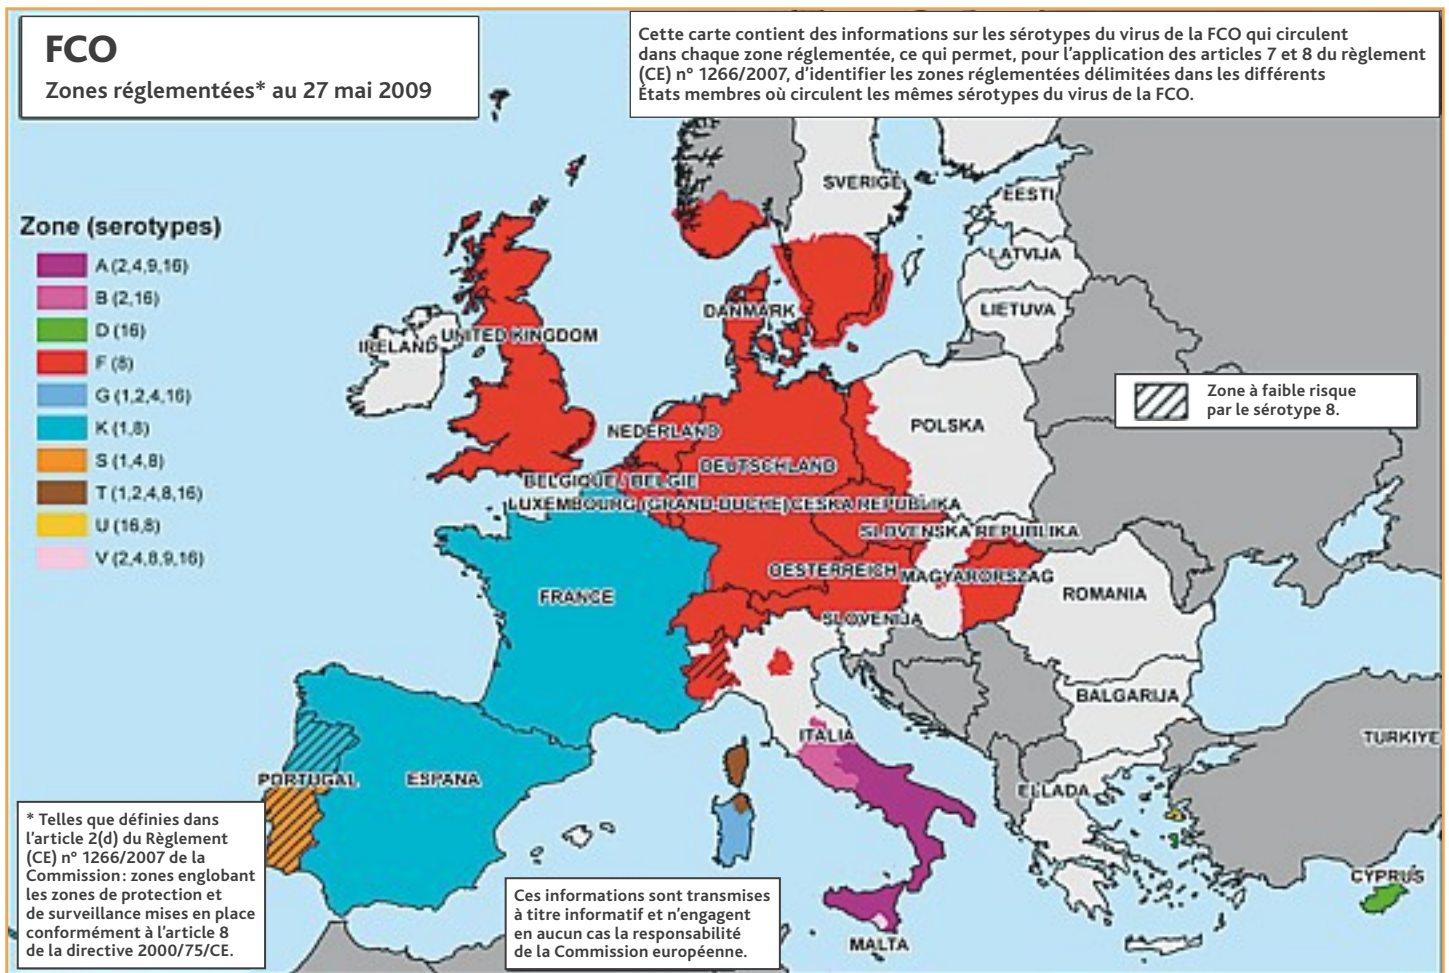 FCO
Zones réglementées* au 27 mai 2009
Cette carte contient des informations sur les sérotypes du virus de la FCO qui circulent
dans chaque zone réglementée, ce qui permet, pour l'application des articles 7 et 8 du règlement
(CE) n° 1266/2007, d'identifier les zones réglementées délimitées dans les différents
États membres où circulent les mêmes sérotypes du virus de la FCO.
Zone (serotypes)
A (2,4,9,16)
B (2,16)
D (16)
F (8)
G (1,2,4,16)
K (1,8)
S (1,4,8)
T (1,2,4,8,16)
U (16,8)
V (2,4,8,9,16)
SVERIGE
EESTI
LATVIJA
LIETUVA
DANMARK
UNITED KINGDOM
IRELAND
Zone à faible risque
par le sérotype 8.
POLSKA
NEDERLAND
DEUTSCHLAND
BELGIQUE / BELGIE
LUXEMBOURG (GRAND-DUCHE)
CESKA REPUBLIKA
SLOVENSKA REPUBLIKA
OESTERREICH
MAGYARORSZAG
FRANCE
ROMANIA
SLOVENIJA
BALGARIJA
ITALIA
TURKIYE
PORTUGAL
ESPANA
ELLADA
CYPRUS
MALTA
* Telles que définies dans
l'article 2(d) du Règlement
(CE) n° 1266/2007 de la
Commission: zones englobant
les zones de protection et
de surveillance mises en place
conformément à l'article 8
de la directive 2000/75/CE.
Ces informations sont transmises
à titre informatif et n'engagent
en aucun cas la responsabilité
de la Commission européenne.